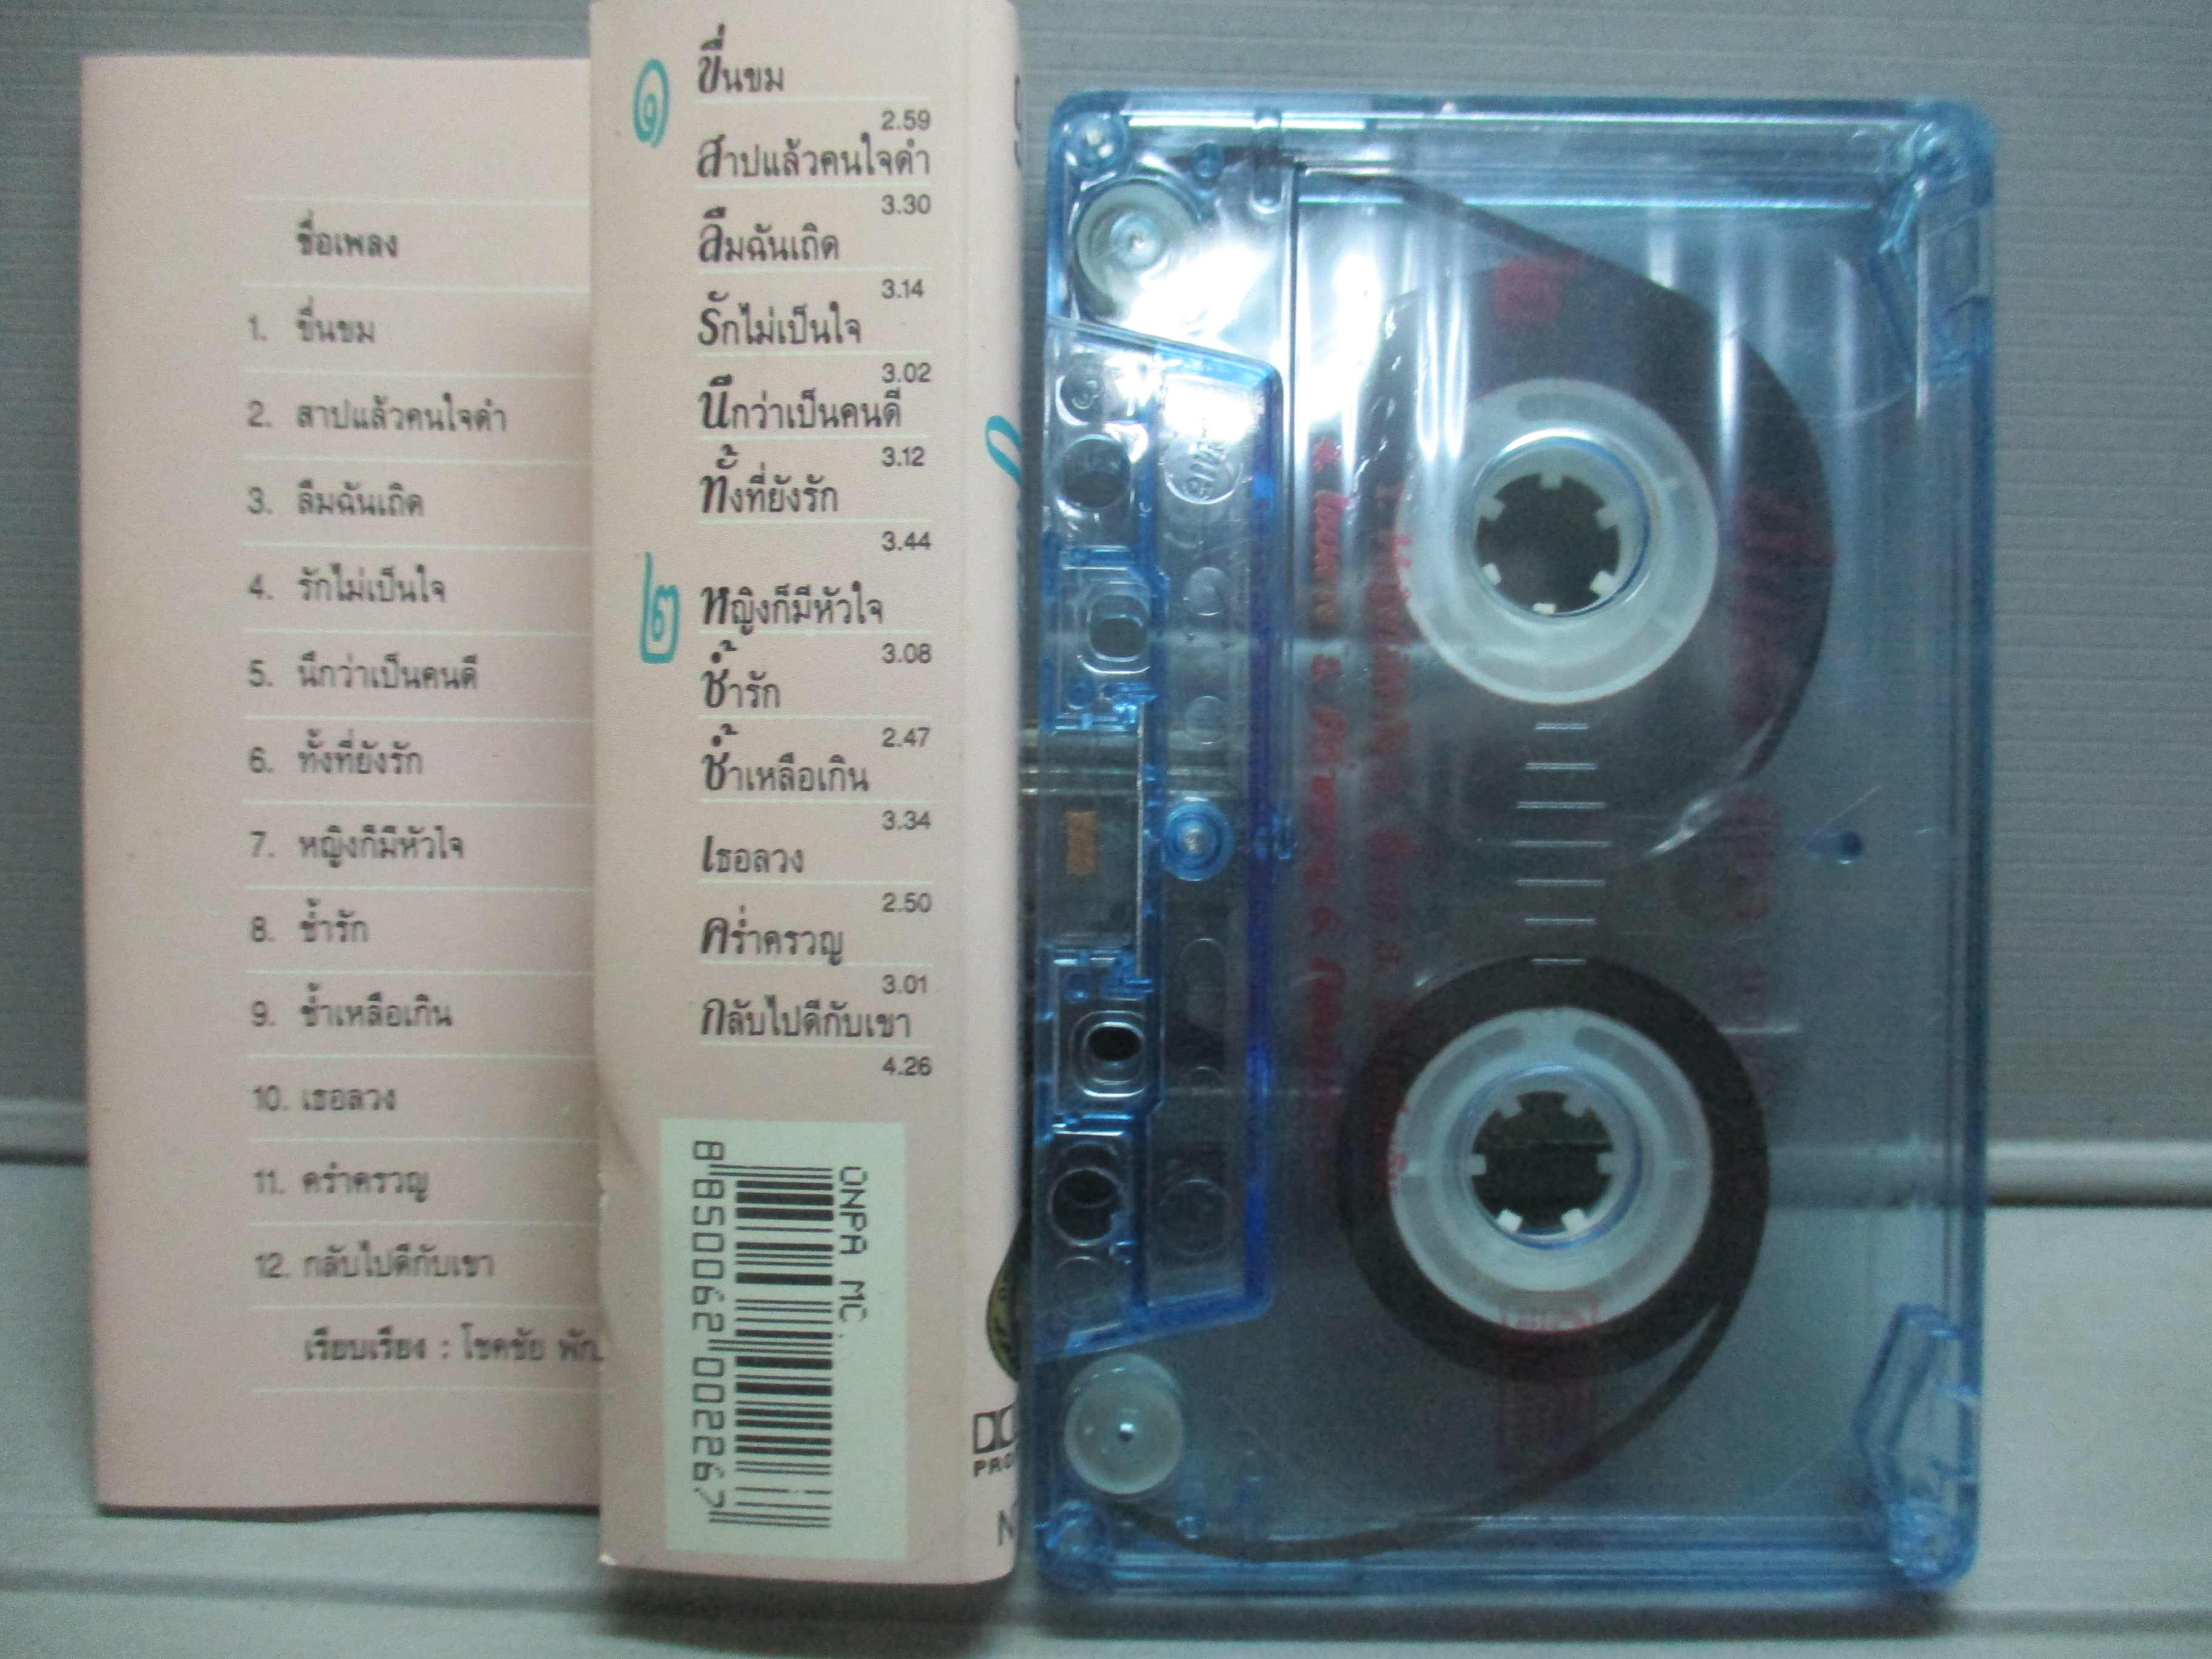 ชื่อเพลง
1. ขื่นขม
2. สาปแล้วคนใจดำ
3. ลืมฉันเถิด
4. รักไม่เป็นใจ
5. นึกว่าเป็นคนดี
6. ทั้งที่ยังรัก
7. หญิงก็มีหัวใจ
8. ช้ำรัก
9. ช้ำเหลือเกิน
10. เธอลวง
11. คร่ำครวญ
12. กลับไปดีกับเขา
เรียบเรียง : โชคชัย
๑
ขื่นขม
2.59
สาปแล้วคนใจดำ
3.30
ลืมฉันเถิด
3.14
รักไม่เป็นใจ
3.02
นึกว่าเป็นคนดี
3.12
ทั้งที่ยังรัก
3.44
๒
หญิงก็มีหัวใจ
3.08
ช้ำรัก
2.47
ช้ำเหลือเกิน
3.34
เธอลวง
2.50
คร่ำครวญ
3.01
กลับไปดีกับเขา
4.26
ONPA MC.
8850062002267